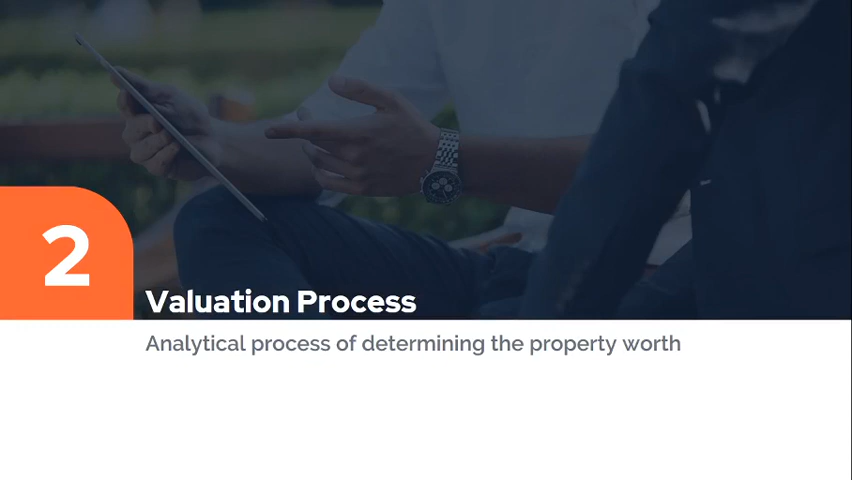 2
Valuation Process
Analytical process of determining the property worth